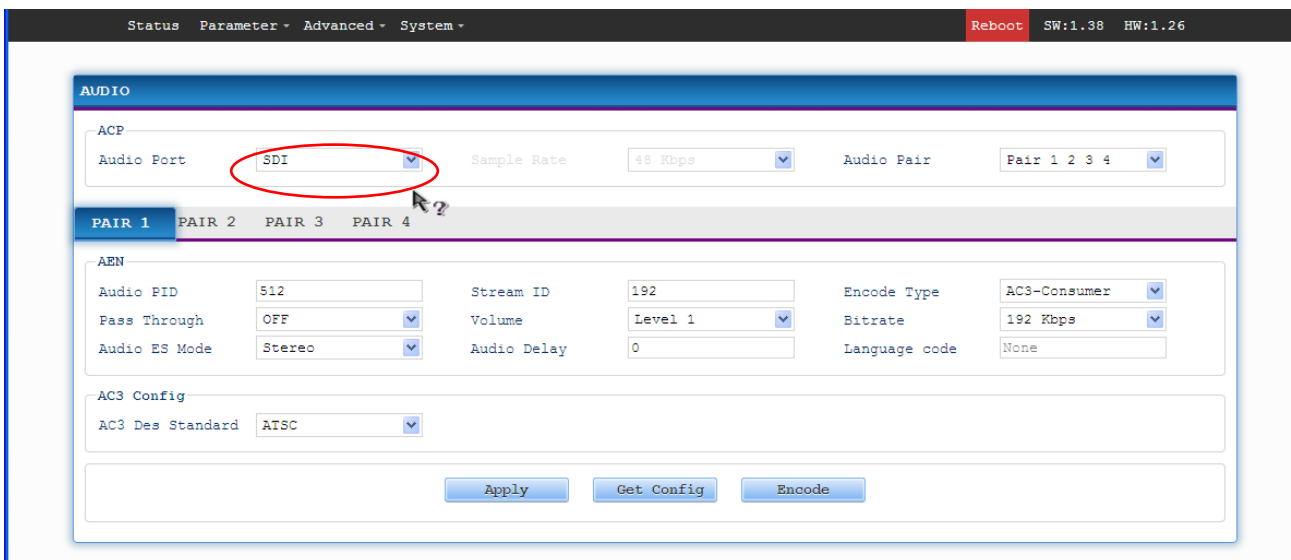 Status Parameter Advanced System Reboot SW:1.38 HW:1.26
AUDIO
ACP
Audio Port SDI Sample Rate 48 Kbps Audio Pair Pair 1 2 3 4
?
PAIR 1 PAIR 2 PAIR 3 PAIR 4
AEN
Audio PID 512 Stream ID 192 Encode Type AC3-Consumer
Pass Through OFF Volume Level 1 Bitrate 192 Kbps
Audio ES Mode Stereo Audio Delay 0 Language code None
AC3 Config
AC3 Des Standard ATSC
Apply Get Config Encode